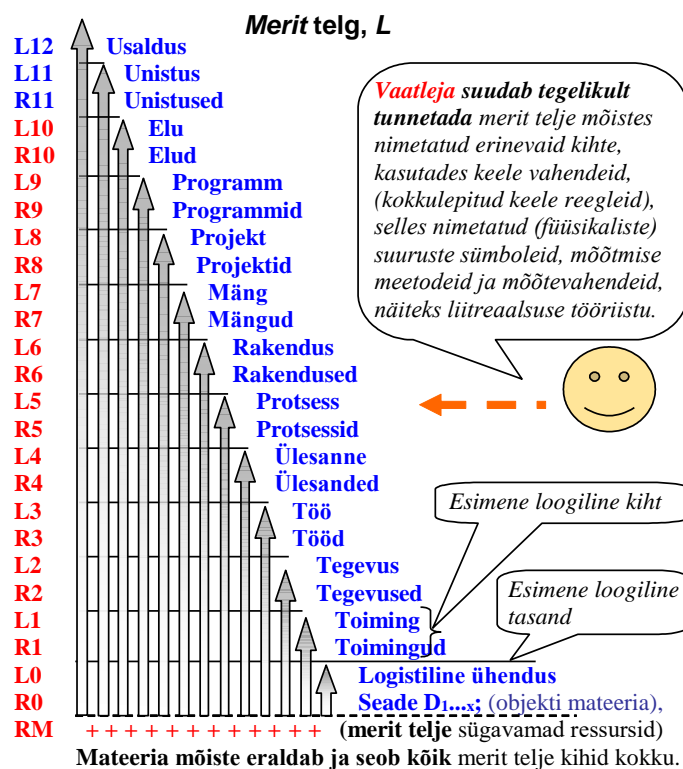 Merit telg, L
L12 Usaldus
L11 Unistus
R11 Unistused
L10 Elu
R10 Elud
L9 Programm
R9 Programmid
L8 Projekt
R8 Projektid
L7 Mäng
R7 Mängud
L6 Rakendus
R6 Rakendused
L5 Protsess
R5 Protsessid
L4 Ülesanne
R4 Ülesanded
L3 Töö
R3 Tööd
L2 Tegevus
R2 Tegevused
L1 Toiming
R1 Toimingud
L0 Logistiline ühendus
R0 Seade D1...x; (objekti mateeria),
RM + + + + + + + + + + + + (merit telje sügavamad ressursid)
Mateeria mõiste eraldab ja seob kõik merit telje kihid kokku.
Vaatleja suudab tegelikult
tunnetada merit telje mõistes
nimetatud erinevaid kihte,
kasutades keele vahendeid,
(kokkulepitud keele reegleid),
selles nimetatud (füüsikaliste)
suuruste sümboleid, mõõtmise
meetodeid ja mõõtevahendeid,
näiteks liitreaalsuse tööriistu.
Esimene loogiline kiht
Esimene loogiline
tasand